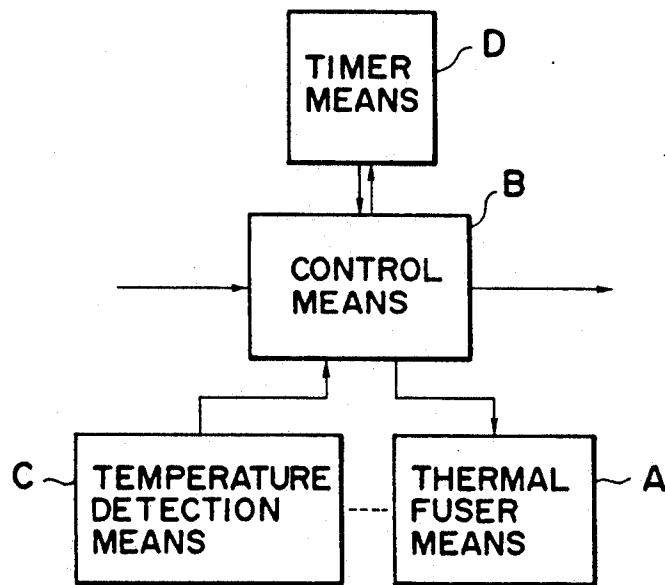 TIMER
MEANS
D
CONTROL
MEANS
B
TEMPERATURE
DETECTION
MEANS
C
THERMAL
FUSER
MEANS
A